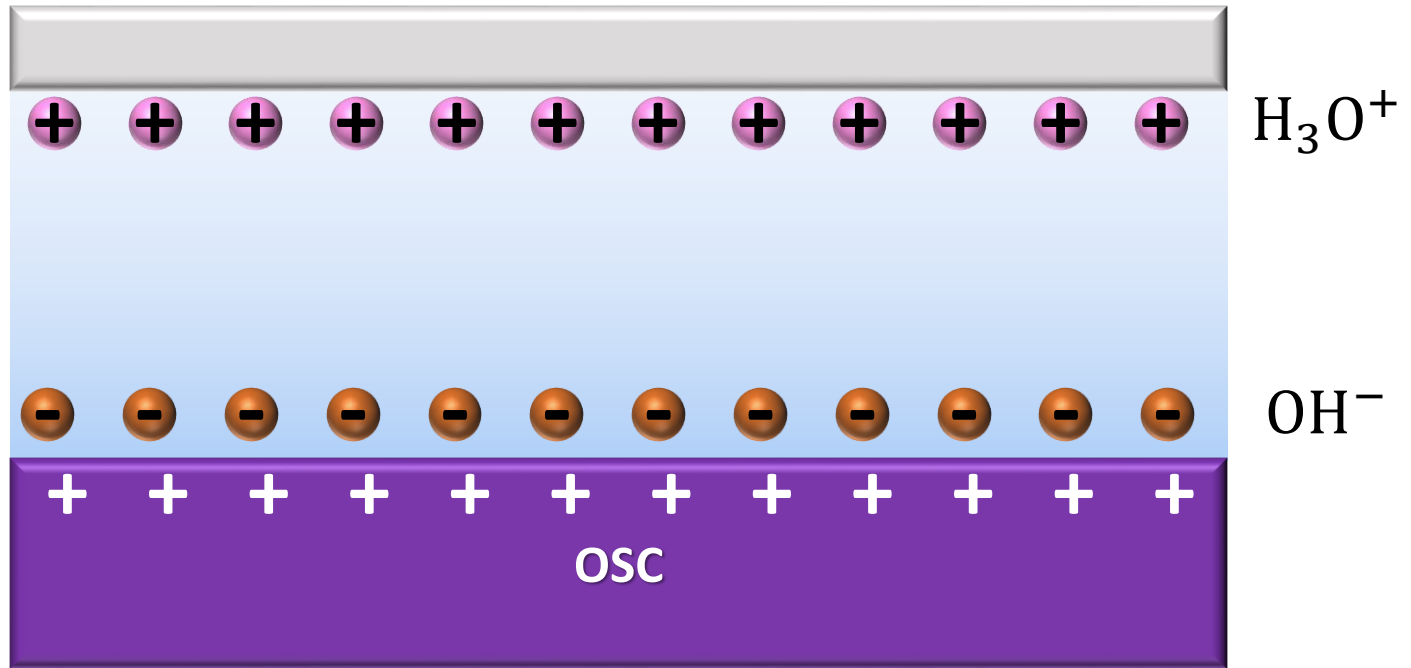 + + + + + + + + + + + + H₃O⁺
- - - - - - - - - - - - OH⁻
+ + + + + + + + + + + +
OSC